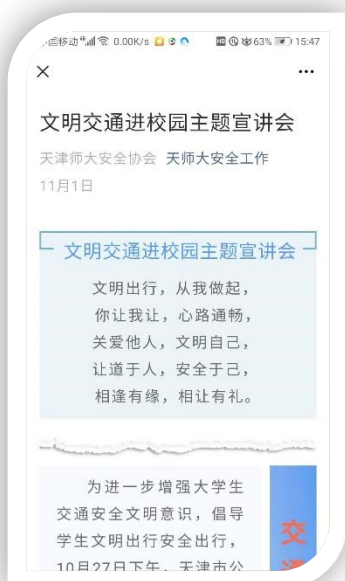 中国移动 0.00K/s 63% 15:47
文明交通进校园主题宣讲会
天津师大安全协会 天师大安全工作
11月1日
文明交通进校园主题宣讲会
文明出行，从我做起，
你让我让，心路通畅，
关爱他人，文明自己，
让道于人，安全于己，
相逢有缘，相让有礼。
为进一步增强大学生
交通安全文明意识，倡导
学生文明出行安全出行，
10月27日下午，天津市公
交
通